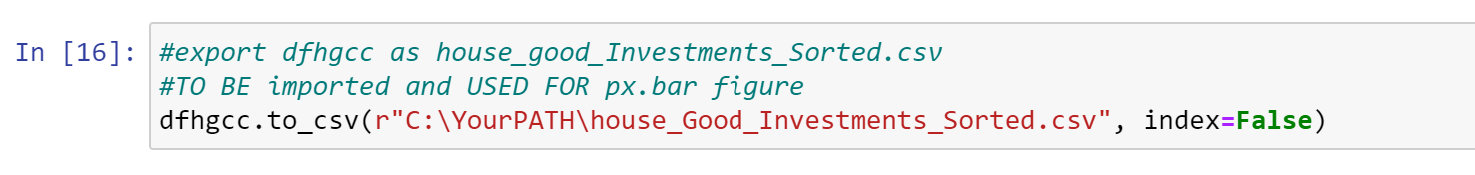 In [16]: #export dfhgcc as house_good_Investments_Sorted.csv
#TO BE imported and USED FOR px.bar figure
dfhgcc.to_csv(r"C:\YourPATH\house_Good_Investments_Sorted.csv", index=False)